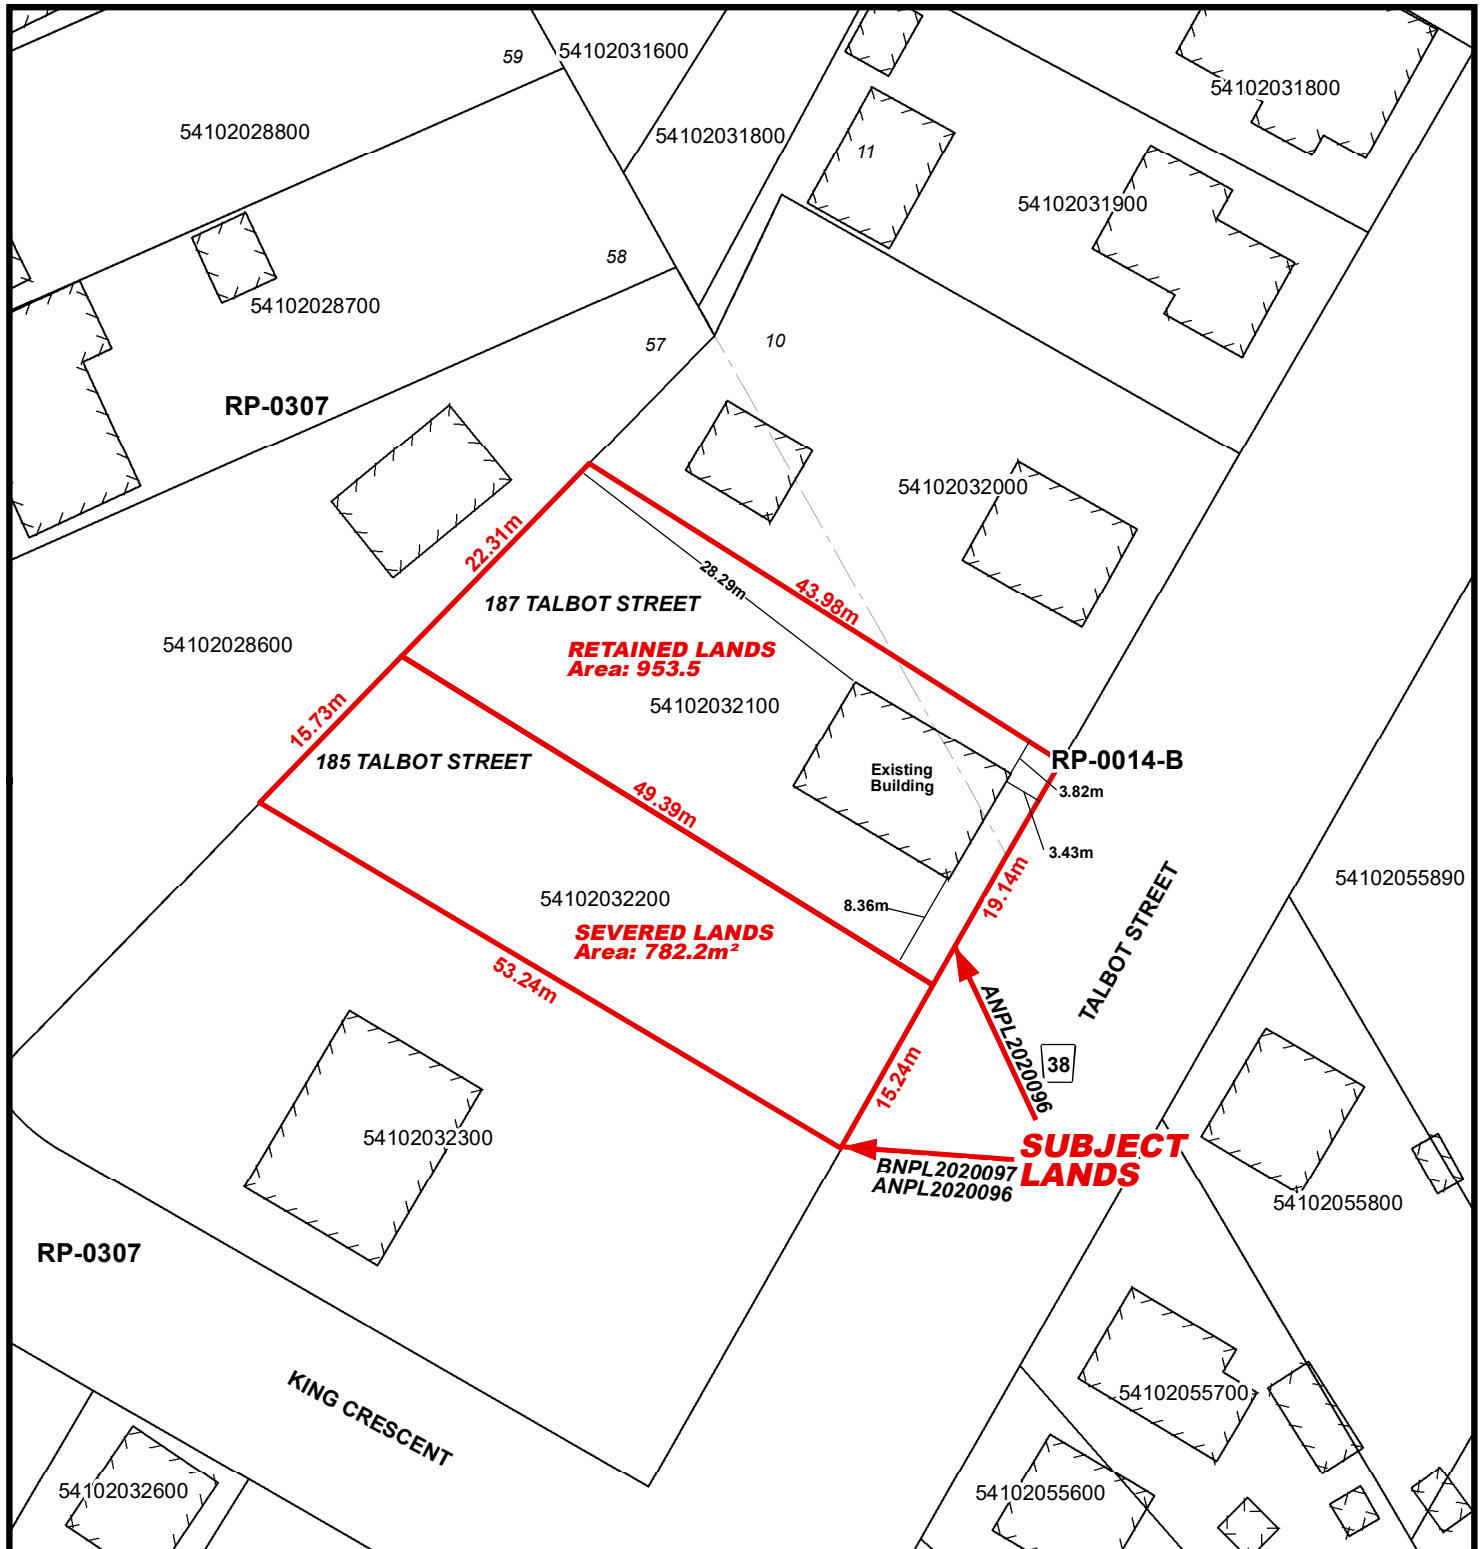 59
54102031600
54102031800
54102028800
54102031800
11
54102031900
58
54102028700
57
10
RP-0307
54102032000
22.31m
28.29m
43.98m
187 TALBOT STREET
54102028600
RETAINED LANDS
Area: 953.5
54102032100
15.73m
185 TALBOT STREET
Existing
Building
RP-0014-B
3.82m
49.39m
3.43m
54102055890
19.14m
54102032200
8.36m
SEVERED LANDS
Area: 782.2m²
TALBOT STREET
53.24m
ANPL2020096
38
15.24m
54102032300
SUBJECT
LANDS
BNPL2020097
ANPL2020096
54102055800
RP-0307
54102055700
KING CRESCENT
54102032600
54102055600